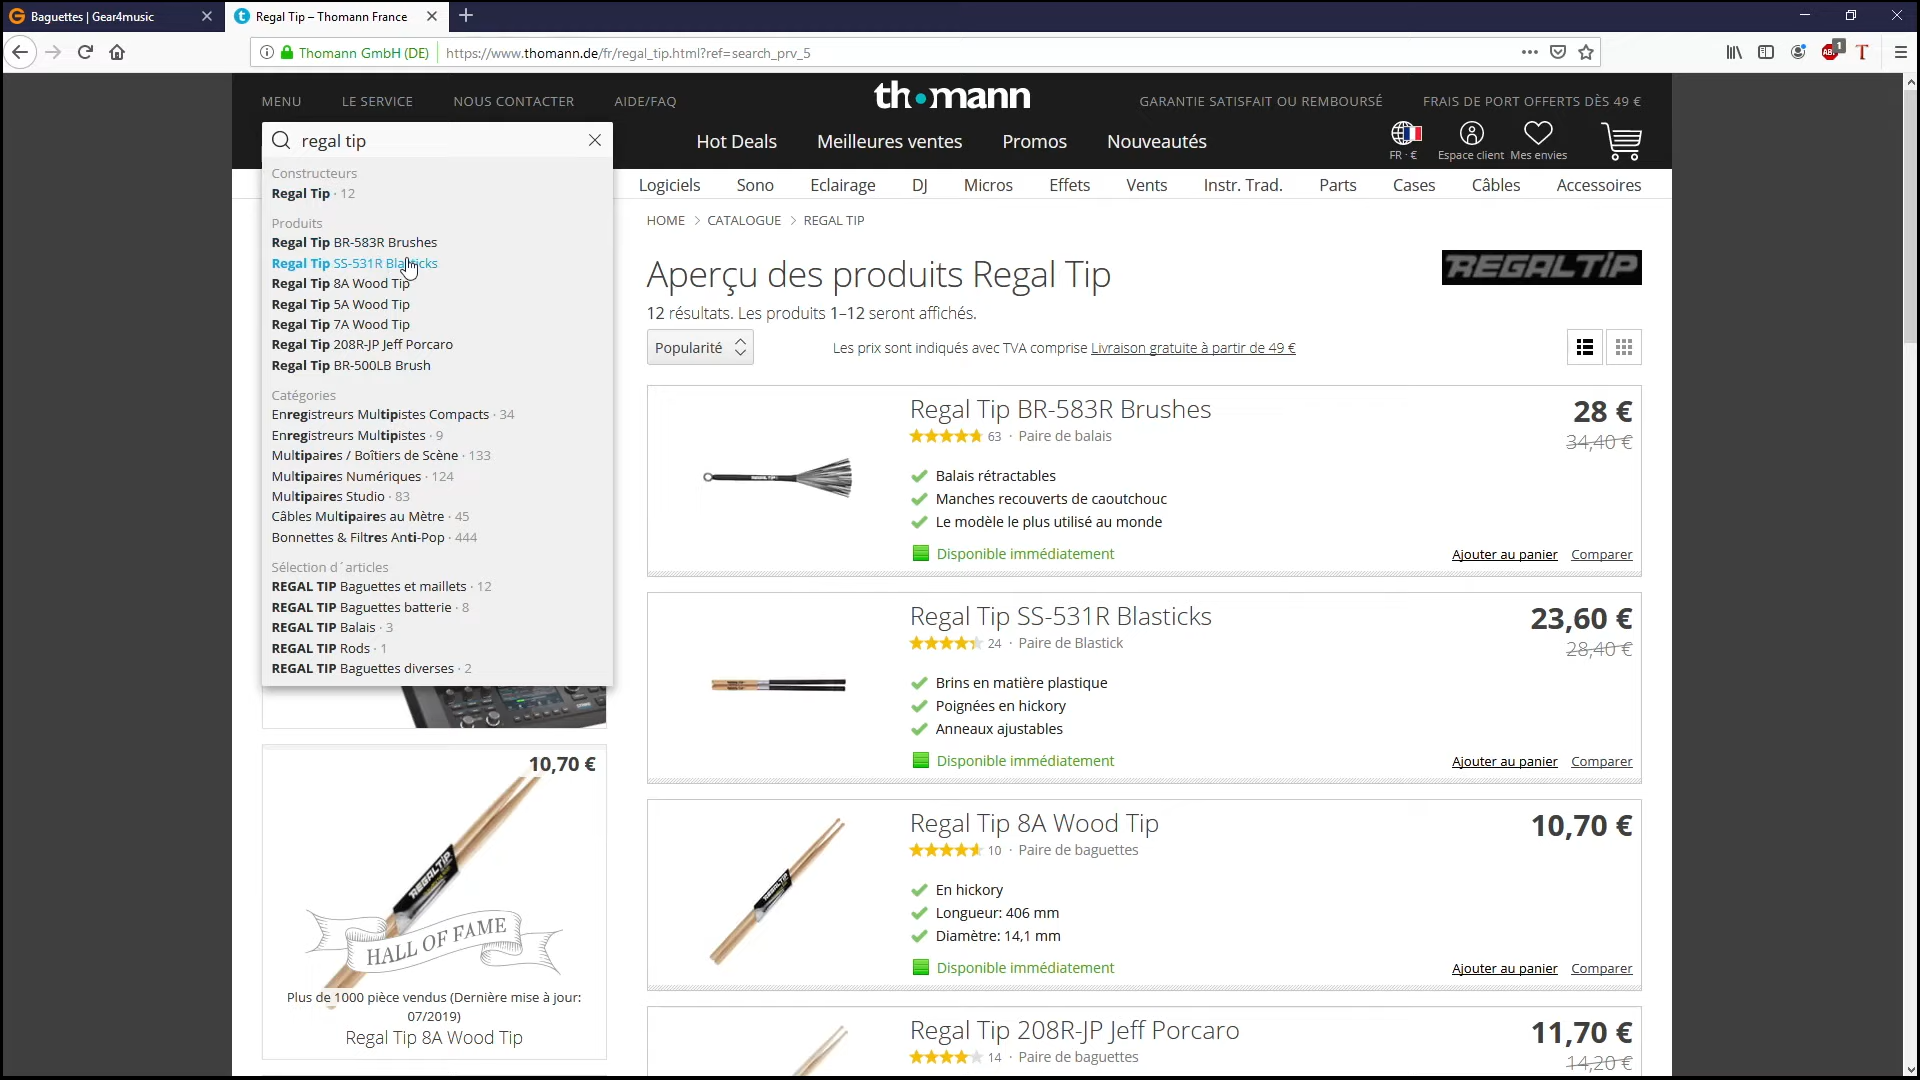 Baguettes | Gear4music
Regal Tip – Thomann France
Thomann GmbH (DE)
https://www.thomann.de/fr/regal_tip.html?ref=search_prv_5
1
MENU
LE SERVICE
NOUS CONTACTER
AIDE/FAQ
th•mann
GARANTIE SATISFAIT OU REMBOURSÉ
FRAIS DE PORT OFFERTS DÈS 49 €
regal tip
Hot Deals
Meilleures ventes
Promos
Nouveautés
FR · €
Espace client
Mes envies
Logiciels
Sono
Eclairage
DJ
Micros
Effets
Vents
Instr. Trad.
Parts
Cases
Câbles
Accessoires
Constructeurs
Regal Tip · 12
Produits
Regal Tip BR-583R Brushes
Regal Tip SS-531R Blasticks
Regal Tip 8A Wood Tip
Regal Tip 5A Wood Tip
Regal Tip 7A Wood Tip
Regal Tip 208R-JP Jeff Porcaro
Regal Tip BR-500LB Brush
Catégories
Enregistreurs Multipistes Compacts · 34
Enregistreurs Multipistes · 9
Multipaires / Boîtiers de Scène · 133
Multipaires Numériques · 124
Multipaires Studio · 83
Câbles Multipaires au Mètre · 45
Bonnettes & Filtres Anti-Pop · 444
Sélection d´articles
REGAL TIP Baguettes et maillets · 12
REGAL TIP Baguettes batterie · 8
REGAL TIP Balais · 3
REGAL TIP Rods · 1
REGAL TIP Baguettes diverses · 2
10,70 €
REGALTIP
HALL OF FAME
Plus de 1000 pièce vendus (Dernière mise à jour:
07/2019)
Regal Tip 8A Wood Tip
HOME > CATALOGUE > REGAL TIP
Aperçu des produits Regal Tip
REGALTIP
12 résultats. Les produits 1–12 seront affichés.
Popularité
Les prix sont indiqués avec TVA comprise Livraison gratuite à partir de 49 €
Regal Tip BR-583R Brushes
28 €
63 · Paire de balais
34,40 €
Balais rétractables
Manches recouverts de caoutchouc
Le modèle le plus utilisé au monde
Disponible immédiatement
Ajouter au panier
Comparer
Regal Tip SS-531R Blasticks
23,60 €
24 · Paire de Blastick
28,40 €
Brins en matière plastique
Poignées en hickory
Anneaux ajustables
Disponible immédiatement
Ajouter au panier
Comparer
Regal Tip 8A Wood Tip
10,70 €
10 · Paire de baguettes
REGALTIP
En hickory
Longueur: 406 mm
Diamètre: 14,1 mm
Disponible immédiatement
Ajouter au panier
Comparer
Regal Tip 208R-JP Jeff Porcaro
11,70 €
14 · Paire de baguettes
14,20 €